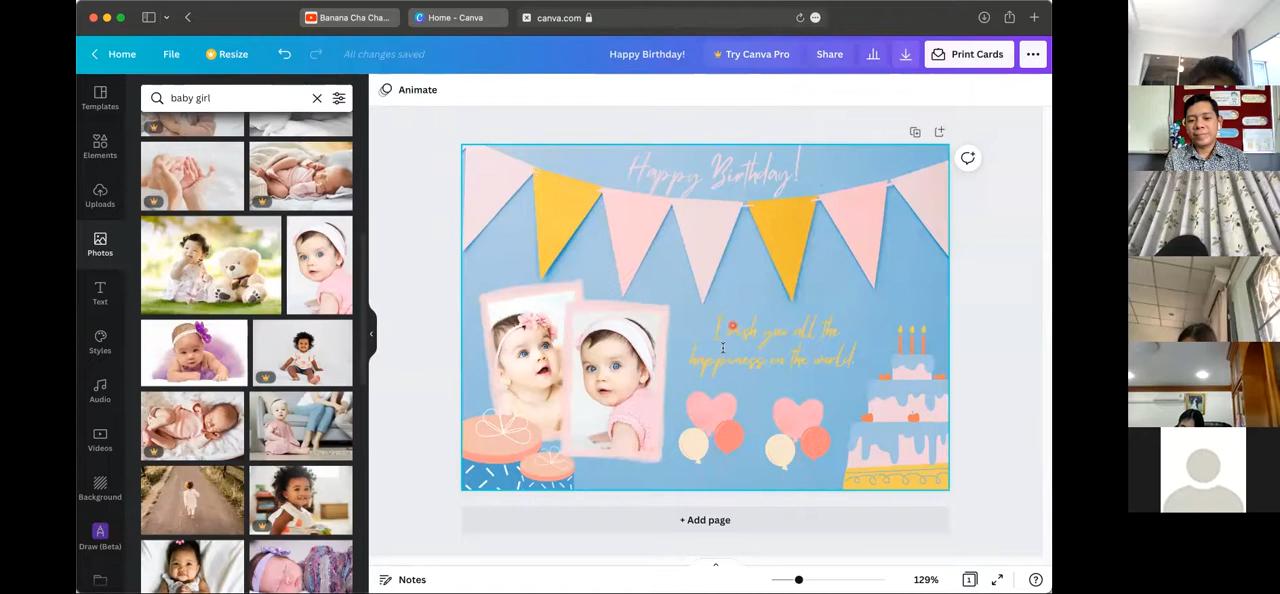 Banana Cha Cha...
Home - Canva
canva.com
Home
File
Resize
All changes saved
Happy Birthday!
Try Canva Pro
Share
Print Cards
Templates
Elements
Uploads
Photos
Text
Styles
Audio
Videos
Background
Draw (Beta)
baby girl
Animate
Happy Birthday!
I wish you all the
happiness on the world.
+ Add page
Notes
129%
1